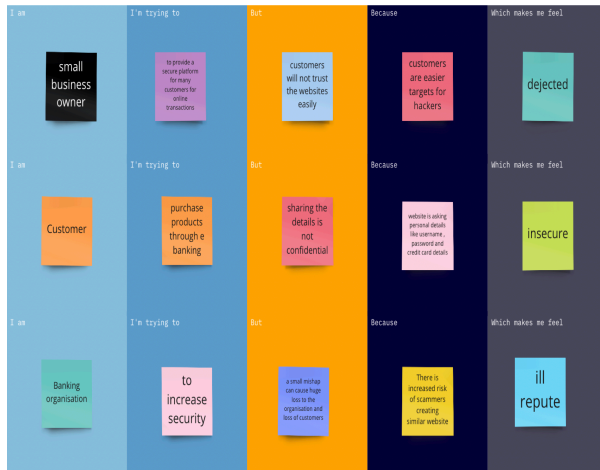 I am
I'm trying to
But
Because
Which makes me feel
small
business
owner
to provide a
secure platform
for many
customers for
online
transactions
customers
will not trust
the websites
easily
customers
are easier
targets for
hackers
dejected
I am
I'm trying to
But
Because
Which makes me feel
Customer
purchase
products
through e
banking
sharing the
details is
not
confidential
website is asking
personal details
like username ,
password and
credit card details
insecure
I am
I'm trying to
But
Because
Which makes me feel
Banking
organisation
to
increase
security
a small mishap
can cause huge
loss to the
organisation and
loss of customers
There is
increased risk
of scammers
creating
similar website
ill
repute